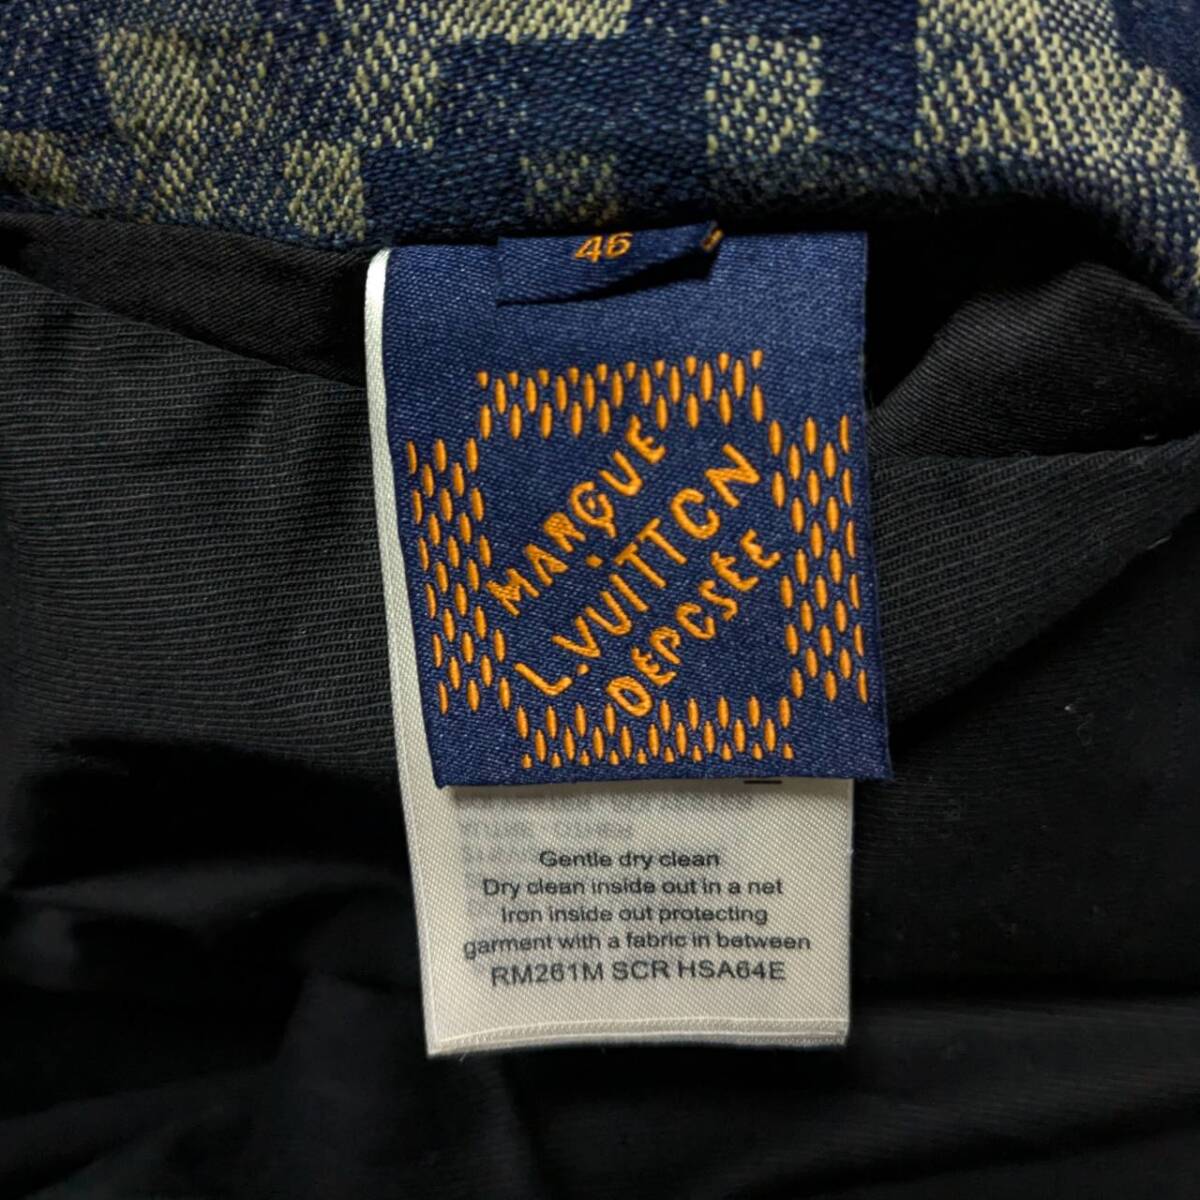 46
MARQUE
L.VUITTON
DEPOSÉE
Gentle dry clean
Dry clean inside out in a net
Iron inside out protecting
garment with a fabric in between
RM261M SCR HSA64E